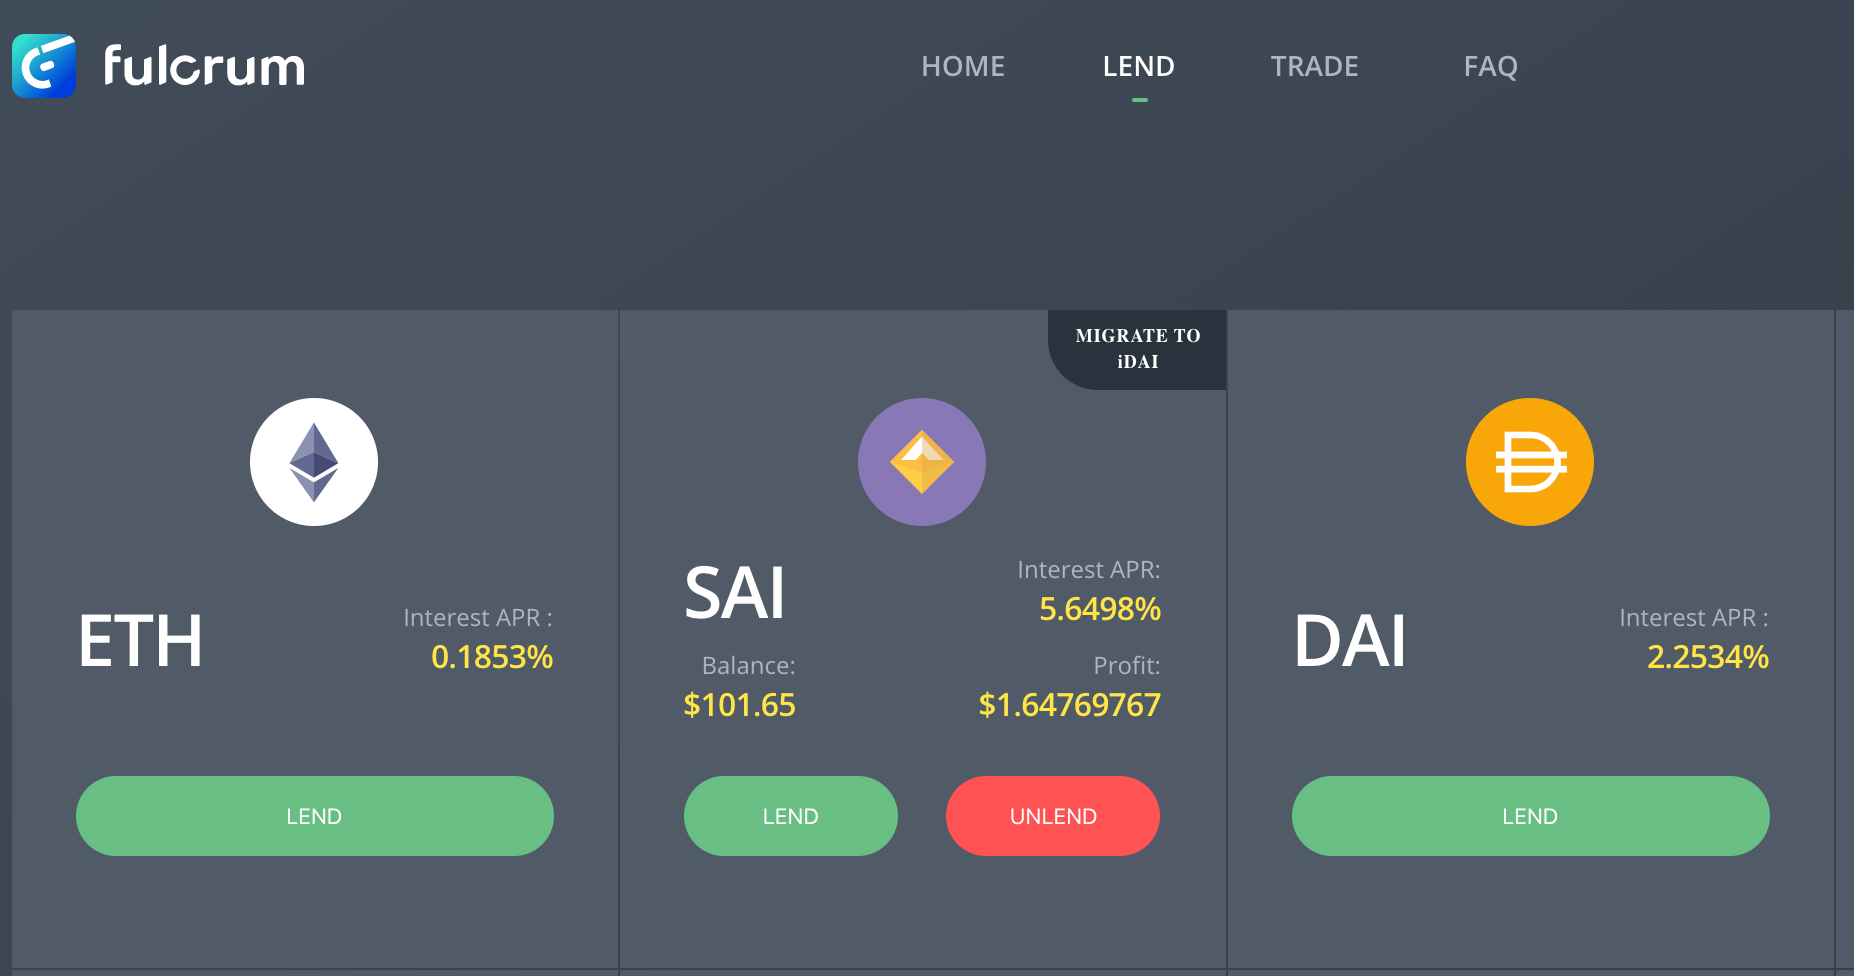 fulcrum
HOME LEND TRADE FAQ
MIGRATE TO
iDAI
ETH
Interest APR :
0.1853%
LEND
SAI
Interest APR:
5.6498%
Balance:
$101.65
Profit:
$1.64769767
LEND
UNLEND
DAI
Interest APR :
2.2534%
LEND